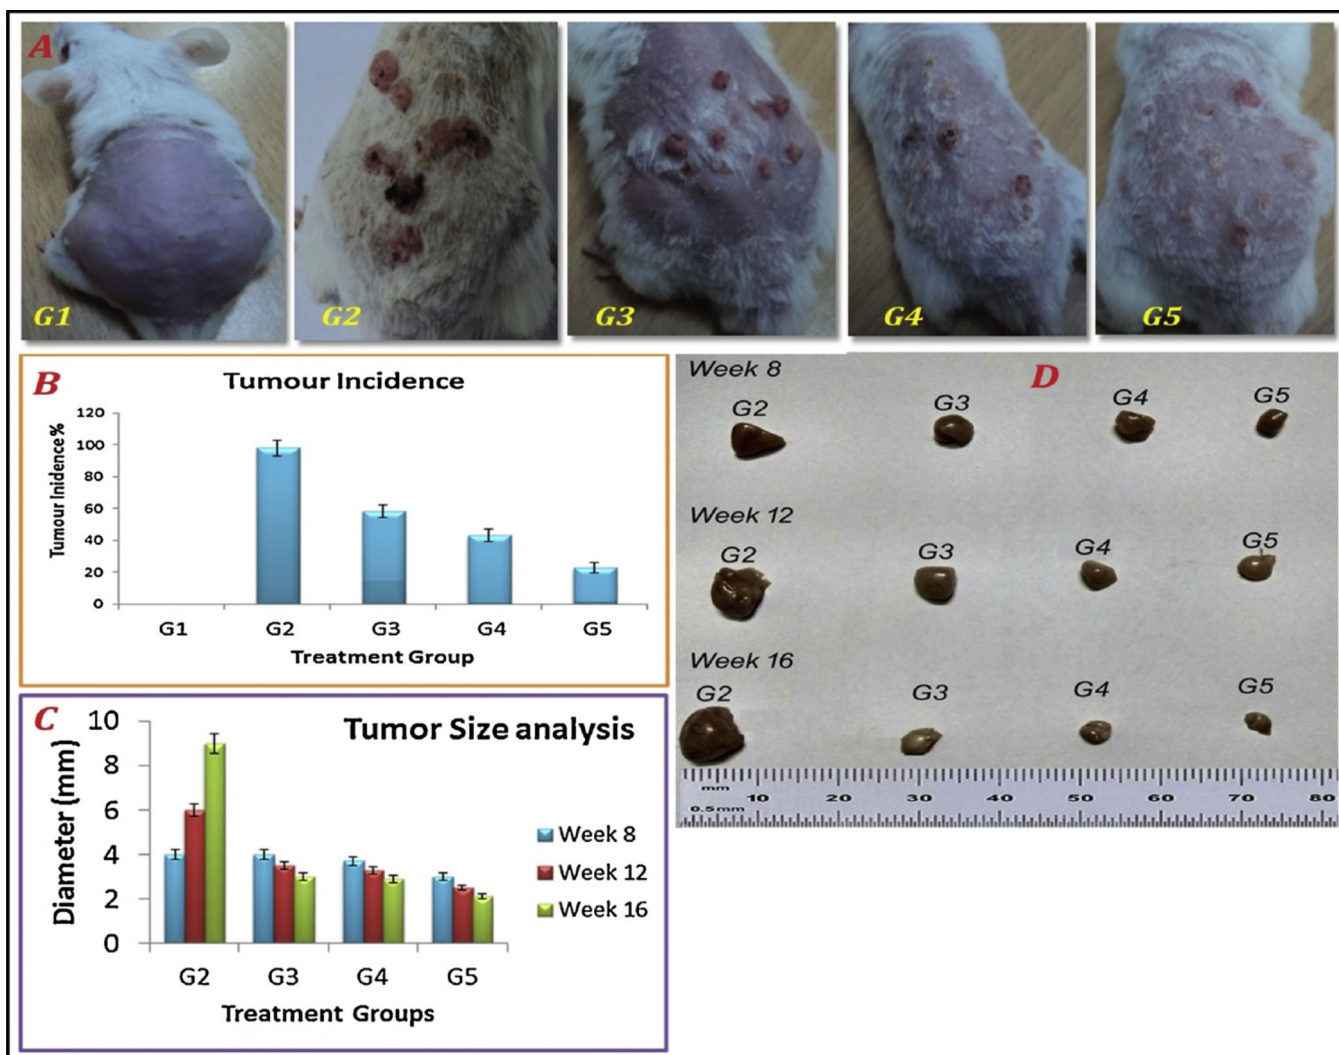 A
G1
G2
G3
G4
G5
B
Tumour Incidence
Tumour Inidence%
120
100
80
60
40
20
0
G1 G2 G3 G4 G5
Treatment Group
C
Tumor Size analysis
Diameter (mm)
10
8
6
4
2
0
G2 G3 G4 G5
Treatment Groups
Week 8
Week 12
Week 16
D
Week 8
G2 G3 G4 G5
Week 12
G2 G3 G4 G5
Week 16
G2 G3 G4 G5
mm 10 20 30 40 50 60 70 80
0.5mm